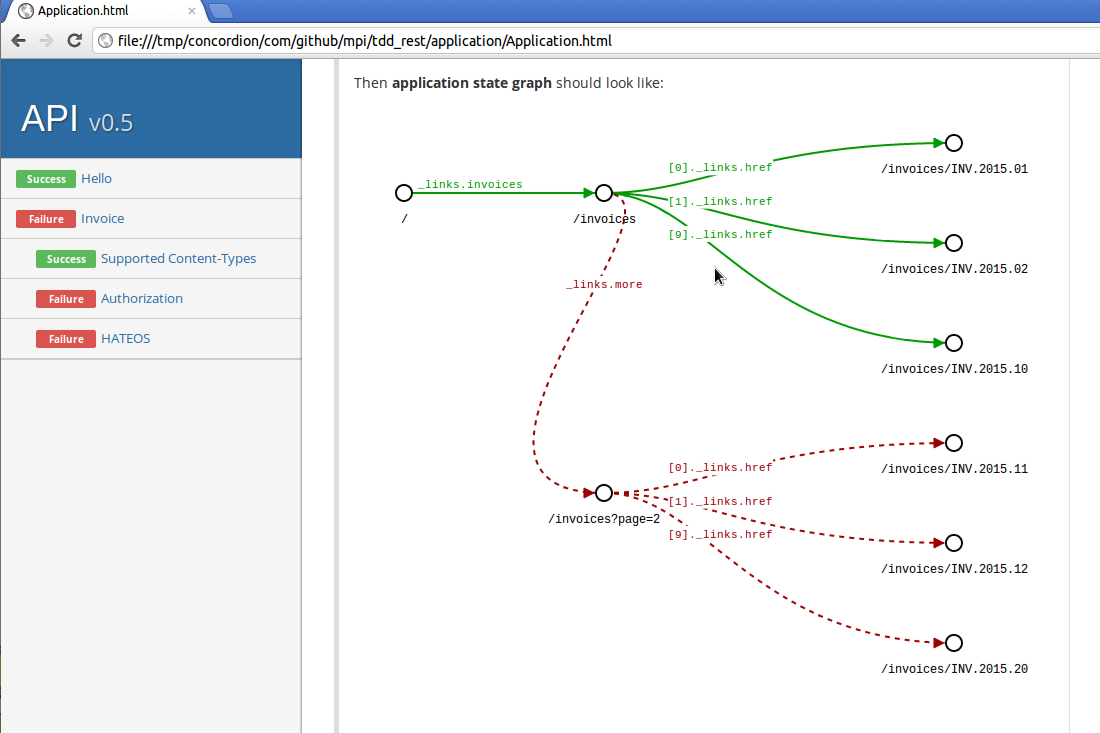 Application.html
file:///tmp/concordion/com/github/mpi/tdd_rest/application/Application.html
API v0.5
Success Hello
Failure Invoice
Success Supported Content-Types
Failure Authorization
Failure HATEOS
Then application state graph should look like:
_links.invoices
/
/invoices
[0]._links.href
/invoices/INV.2015.01
[1]._links.href
/invoices/INV.2015.02
[9]._links.href
/invoices/INV.2015.10
_links.more
/invoices?page=2
[0]._links.href
/invoices/INV.2015.11
[1]._links.href
/invoices/INV.2015.12
[9]._links.href
/invoices/INV.2015.20